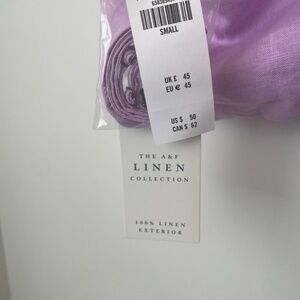 SMALL
UK £ 45
EU € 45
US $ 50
CAN $ 62
THE A&F
LINEN
COLLECTION
100% LINEN
EXTERIOR